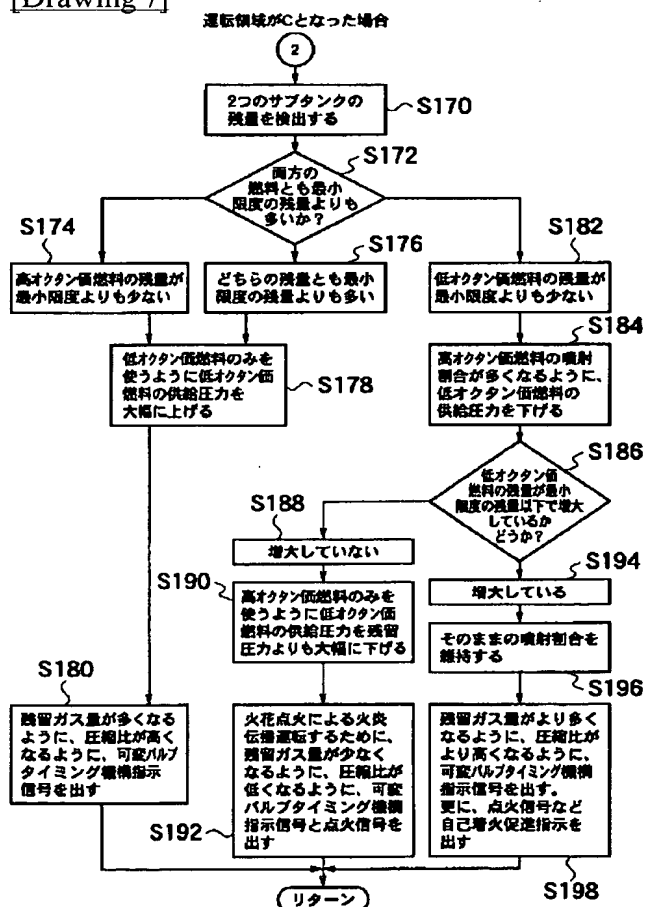 [Drawing 7]
運転領域がCとなった場合
2
2つのサブタンクの
残量を検出する
S170
S172
両方の
燃料とも最小
限度の残量よりも
多いか?
S174
高オクタン価燃料の残量が
最小限度よりも少ない
S176
どちらの残量とも最小
限度の残量よりも多い
S182
低オクタン価燃料の残量が
最小限度よりも少ない
低オクタン価燃料のみを
使うように低オクタン価
燃料の供給圧力を
大幅に上げる
S178
S184
高オクタン価燃料の噴射
割合が多くなるように、
低オクタン価燃料の
供給圧力を下げる
S186
低オクタン価
燃料の残量が最小
限度の残量以下で増大
しているか
どうか?
S188
増大していない
S194
増大している
S190
高オクタン価燃料のみを
使うように低オクタン価
燃料の供給圧力を残留
圧力よりも大幅に下げる
そのままの噴射割合を
維持する
S196
S180
残留ガス量が多くなる
ように、圧縮比が高く
なるように、可変バルブ
タイミング機構指示
信号を出す
火花点火による火炎
伝播運転するために、
残留ガス量が少なく
なるように、圧縮比が
低くなるように、可変
バルブタイミング機構
指示信号と点火信号を
出す
S192
残留ガス量がより多く
なるように、圧縮比が
より高くなるように、
可変バルブタイミング機構
指示信号を出す。
更に、点火信号など
自己着火促進指示を
出す
S198
リターン